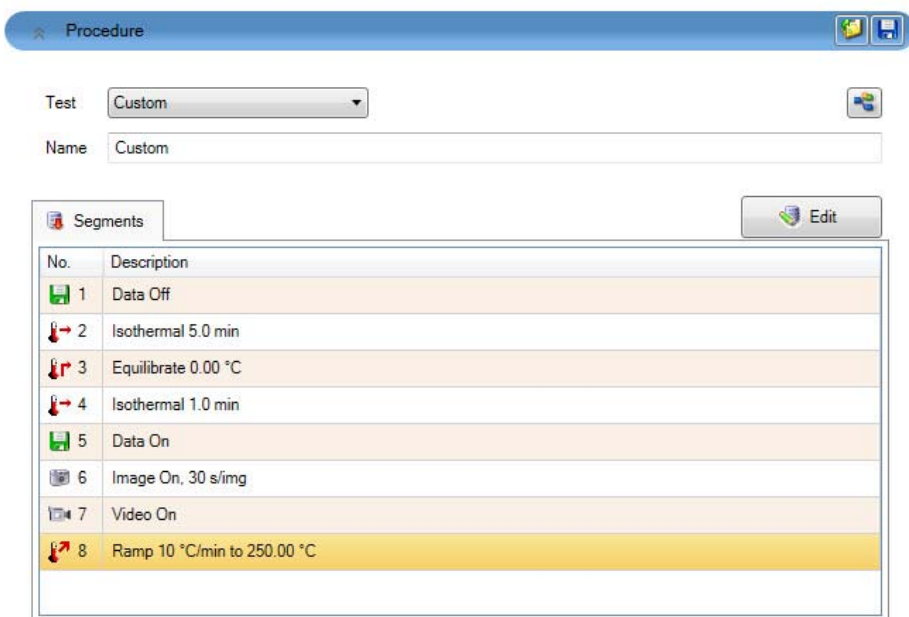 Procedure
Test Custom
Name Custom
Segments Edit
No. Description
1 Data Off
2 Isothermal 5.0 min
3 Equilibrate 0.00 °C
4 Isothermal 1.0 min
5 Data On
6 Image On, 30 s/img
7 Video On
8 Ramp 10 °C/min to 250.00 °C